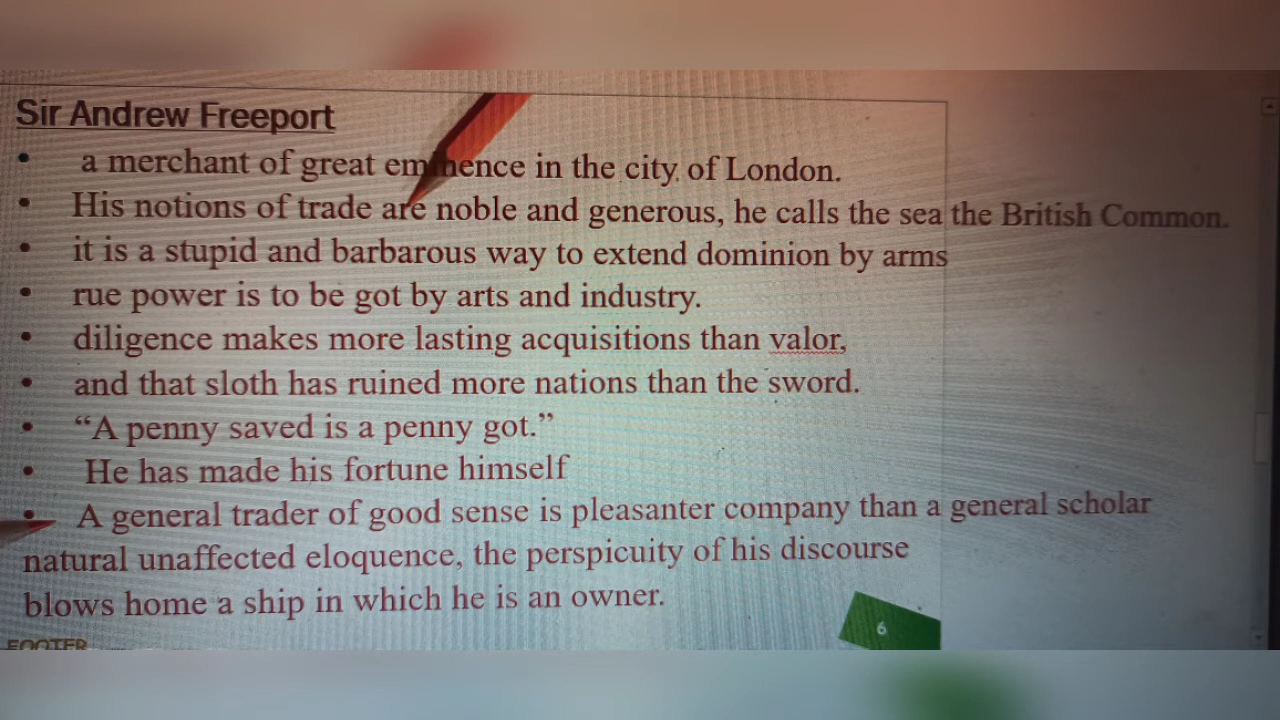 Sir Andrew Freeport
• a merchant of great eminence in the city of London.
• His notions of trade are noble and generous, he calls the sea the British Common.
• it is a stupid and barbarous way to extend dominion by arms
• rue power is to be got by arts and industry.
• diligence makes more lasting acquisitions than valor,
• and that sloth has ruined more nations than the sword.
• “A penny saved is a penny got.”
• He has made his fortune himself
• A general trader of good sense is pleasanter company than a general scholar
natural unaffected eloquence, the perspicuity of his discourse
blows home a ship in which he is an owner.
FOOTER
6